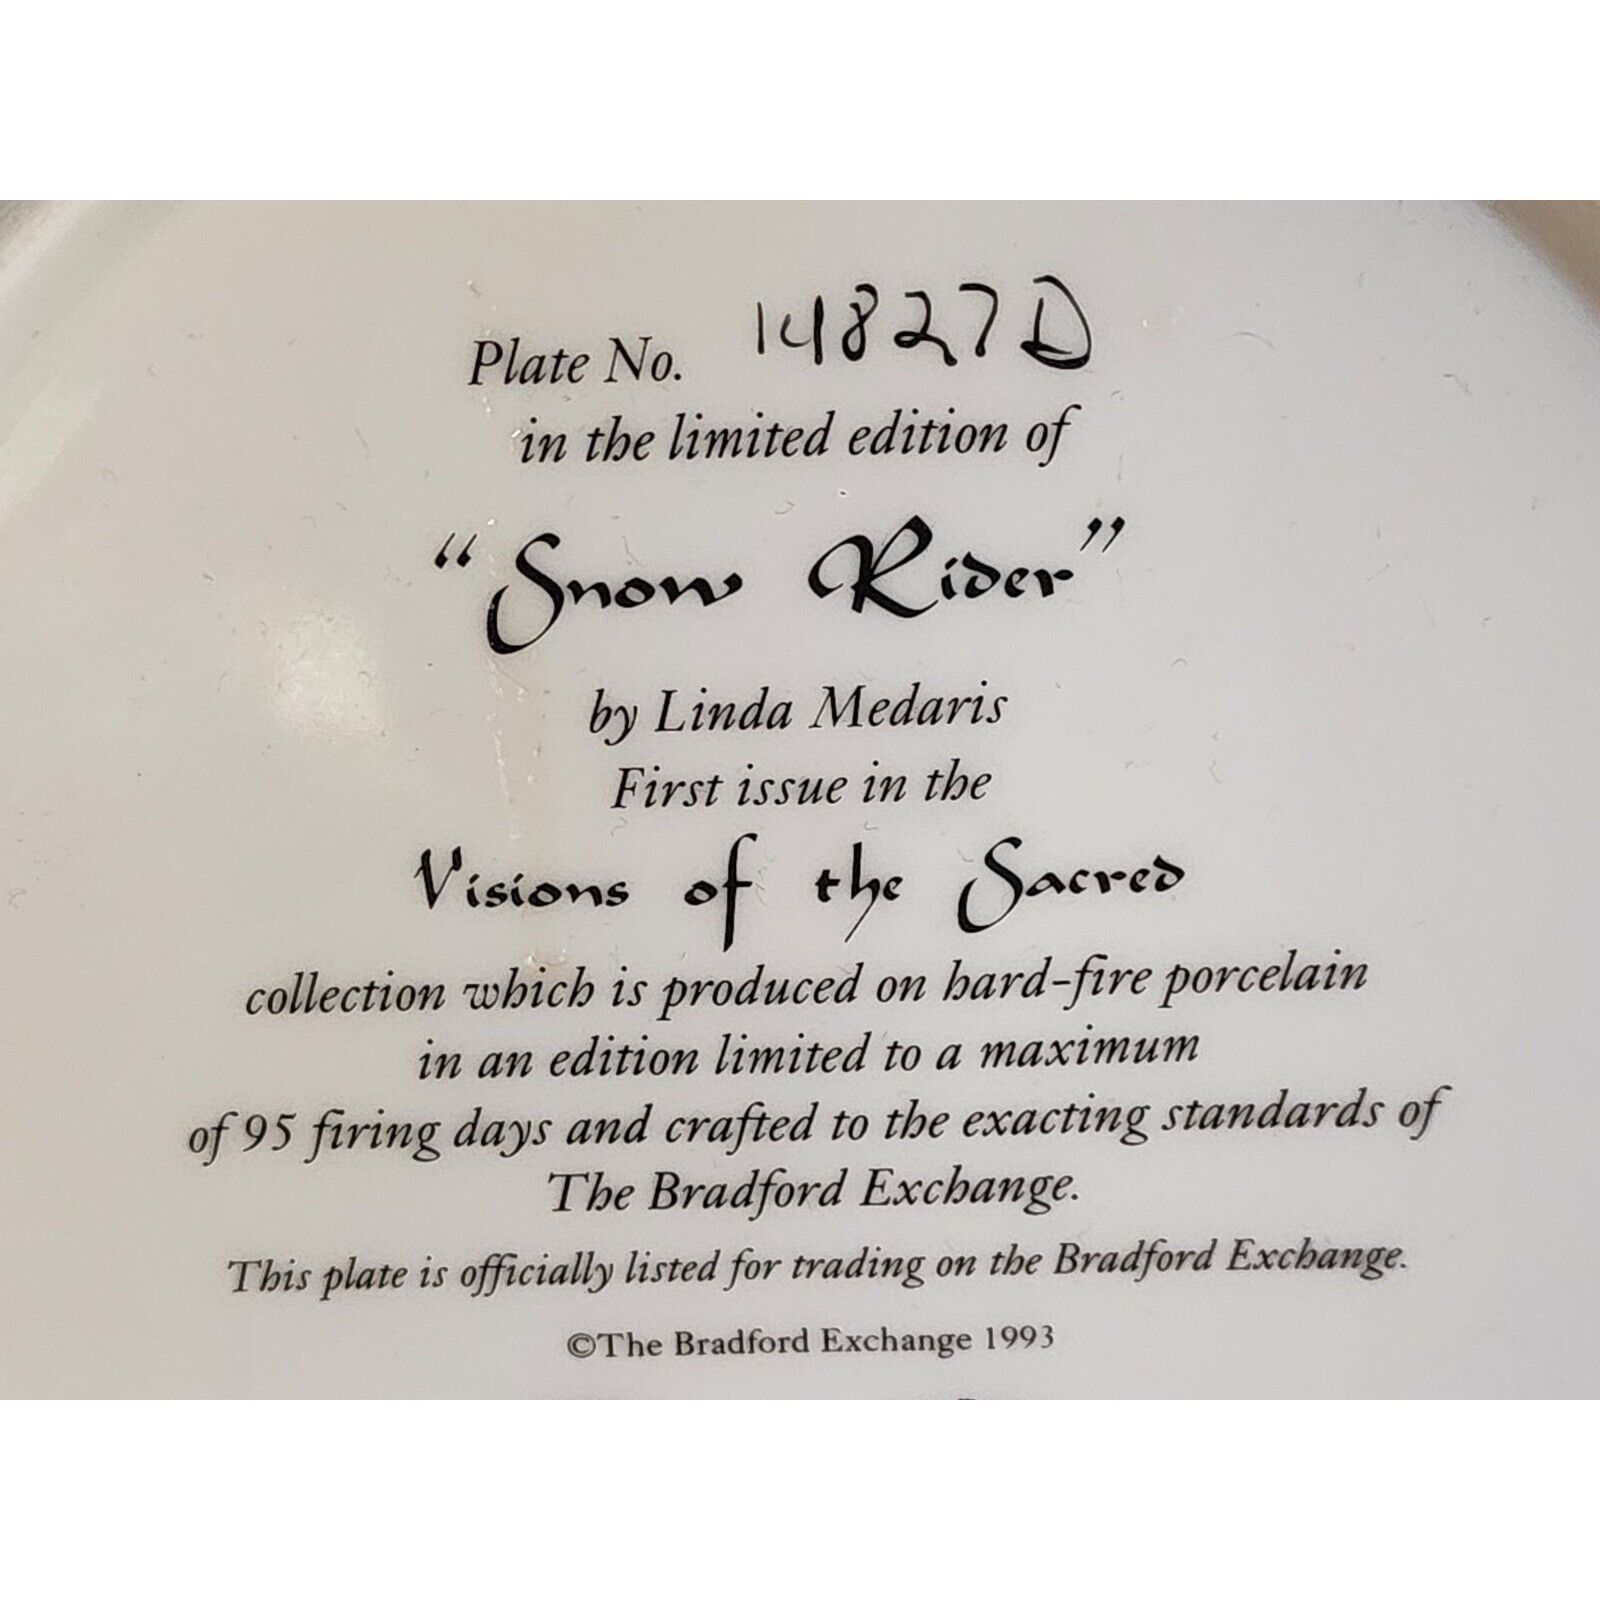 Plate No. 14827D
in the limited edition of
“Snow Rider”
by Linda Medaris
First issue in the
Visions of the Sacred
collection which is produced on hard-fire porcelain
in an edition limited to a maximum
of 95 firing days and crafted to the exacting standards of
The Bradford Exchange.
This plate is officially listed for trading on the Bradford Exchange.
©The Bradford Exchange 1993